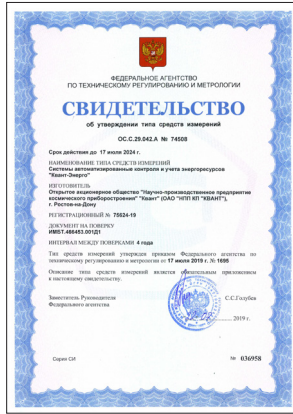 ФЕДЕРАЛЬНОЕ АГЕНТСТВО
ПО ТЕХНИЧЕСКОМУ РЕГУЛИРОВАНИЮ И МЕТРОЛОГИИ
СВИДЕТЕЛЬСТВО
об утверждении типа средств измерений
ОС.С.29.042.А № 74508
Срок действия до 17 июля 2024 г.
НАИМЕНОВАНИЕ ТИПА СРЕДСТВ ИЗМЕРЕНИЙ
Системы автоматизированные контроля и учета энергоресурсов
"Квант-Энерго"
ИЗГОТОВИТЕЛЬ
Открытое акционерное общество "Научно-производственное предприятие
космического приборостроения" "Квант" (ОАО "НПП КП "КВАНТ"),
г. Ростов-на-Дону
РЕГИСТРАЦИОННЫЙ № 75624-19
ДОКУМЕНТ НА ПОВЕРКУ
ИМБТ.466453.001Д1
ИНТЕРВАЛ МЕЖДУ ПОВЕРКАМИ 4 года
Тип средств измерений утвержден приказом Федерального агентства по
техническому регулированию и метрологии от 17 июля 2019 г. № 1695
Описание типа средств измерений является обязательным приложением
к настоящему свидетельству.
Заместитель Руководителя С.С.Голубев
Федерального агентства
2019 г.
Серия СИ № 036958